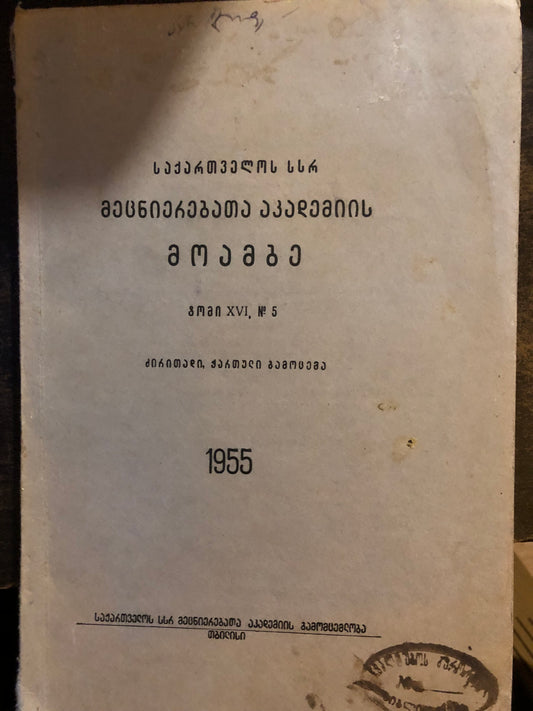 საქართველოს სსრ
მეცნიერებათა აკადემიის
მოამბე
ტომი XVI, № 5
ძირითადი, ქართული გამოცემა
1955
საქართველოს სსრ მეცნიერებათა აკადემიის გამომცემლობა
თბილისი